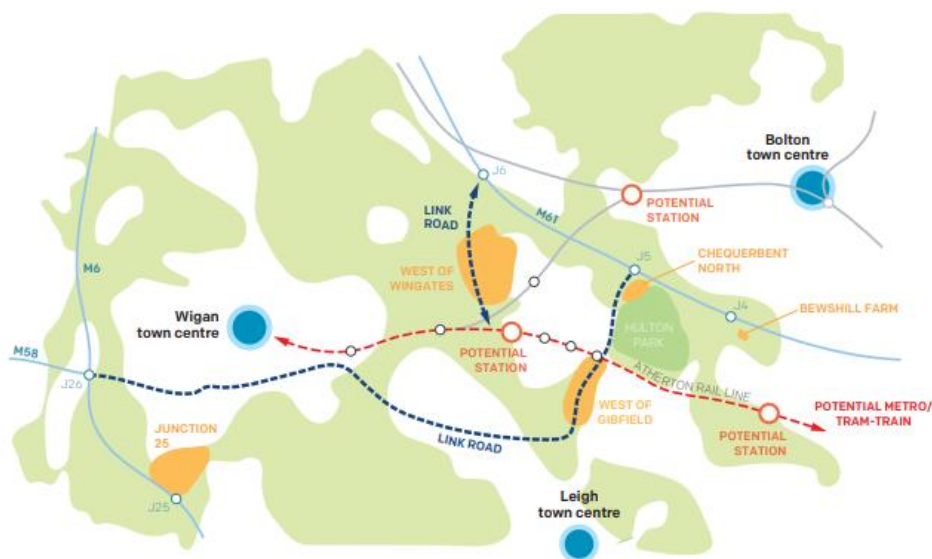 Bolton
town centre
J6
POTENTIAL
STATION
LINK
ROAD
M61
M6
WEST OF
WINGATES
J5
CHEQUERBENT
NORTH
J4
BEWSHILL FARM
Wigan
town centre
HULTON
PARK
M58
POTENTIAL
STATION
ATHERTON RAIL LINE
J26
WEST OF
GIBFIELD
POTENTIAL METRO/
TRAM-TRAIN
JUNCTION
25
LINK ROAD
POTENTIAL
STATION
J25
Leigh
town centre